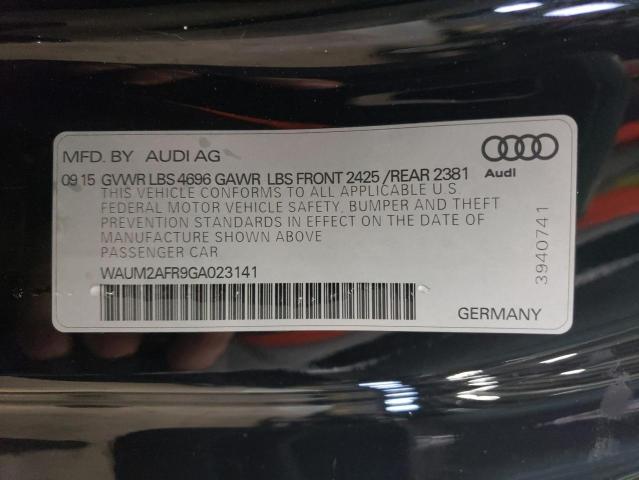 MFD. BY AUDI AG
Audi
09 15 GVWR LBS 4696 GAWR LBS FRONT 2425 /REAR 2381
THIS VEHICLE CONFORMS TO ALL APPLICABLE U.S
FEDERAL MOTOR VEHICLE SAFETY, BUMPER AND THEFT
PREVENTION STANDARDS IN EFFECT ON THE DATE OF
MANUFACTURE SHOWN ABOVE
PASSENGER CAR
WAUM2AFR9GA023141
3940741
GERMANY